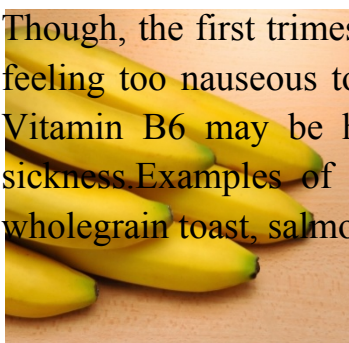 Though, the first trimes
feeling too nauseous to
Vitamin B6 may be h
sickness.Examples of
wholegrain toast, salmo